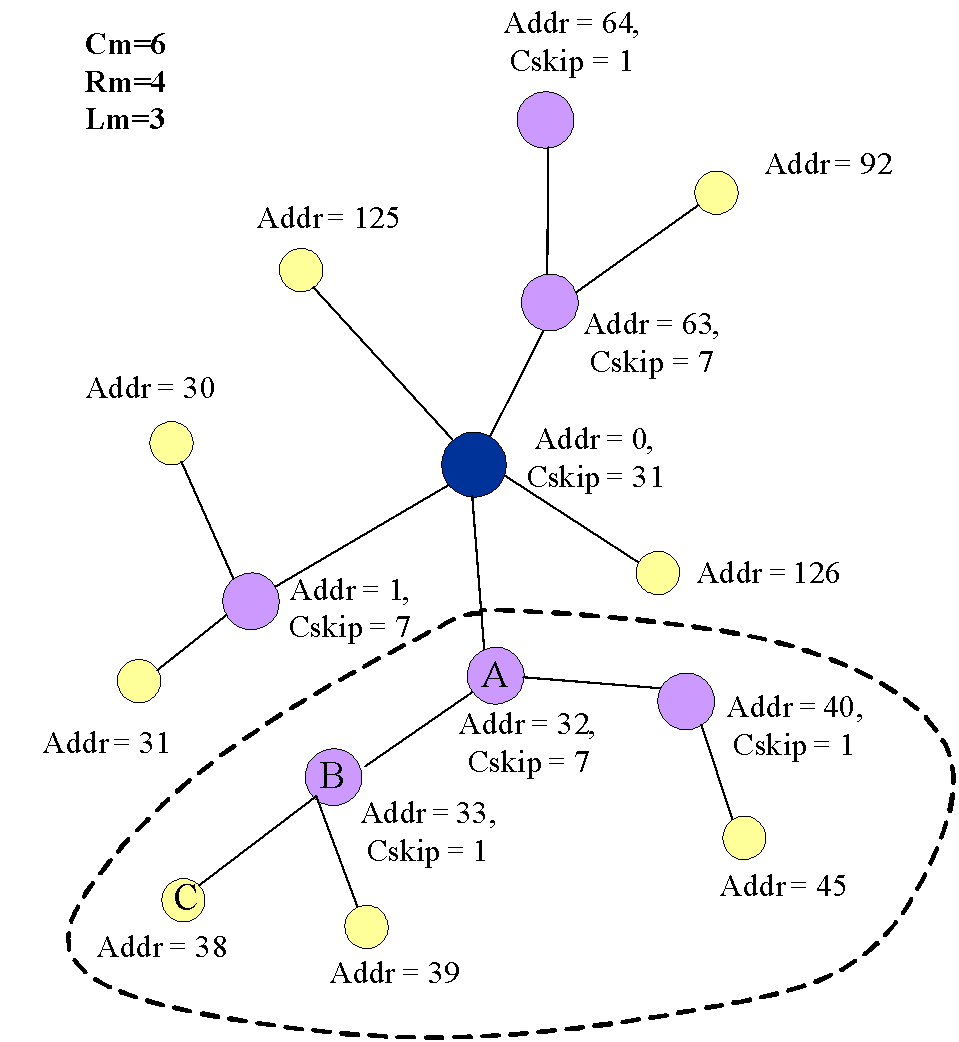 Cm=6
Rm=4
Lm=3
Addr = 64,
Cskip = 1
Addr = 92
Addr = 125
Addr = 63,
Cskip = 7
Addr = 30
Addr = 0,
Cskip = 31
Addr = 126
Addr = 1,
Cskip = 7
Addr = 31
A
Addr = 32,
Cskip = 7
Addr = 40,
Cskip = 1
B
Addr = 33,
Cskip = 1
Addr = 45
C
Addr = 38
Addr = 39